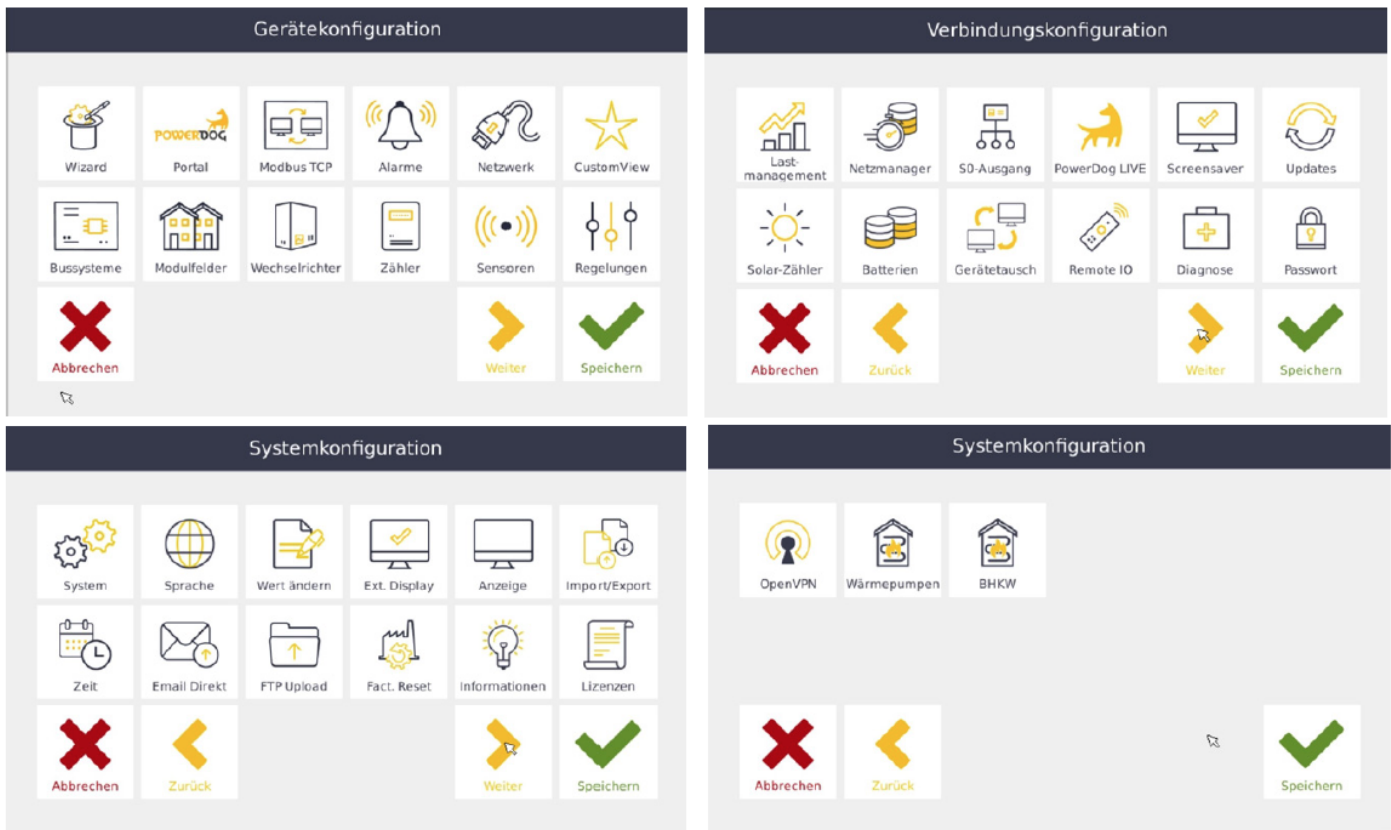 Gerätekonfiguration
POWERDOG
Wizard Portal Modbus TCP Alarme Netzwerk CustomView
Bussysteme Modulfelder Wechselrichter Zähler Sensoren Regelungen
Abbrechen Weiter Speichern
Verbindungskonfiguration
Last-
management Netzmanager S0-Ausgang PowerDog LIVE Screensaver Updates
Solar-Zähler Batterien Gerätetausch Remote IO Diagnose Passwort
Abbrechen Zurück Weiter Speichern
Systemkonfiguration
System Sprache Wert ändern Ext. Display Anzeige Import/Export
Zeit Email Direkt FTP Upload Fact. Reset Informationen Lizenzen
Abbrechen Zurück Weiter Speichern
Systemkonfiguration
OpenVPN Wärmepumpen BHKW
Abbrechen Zurück Speichern